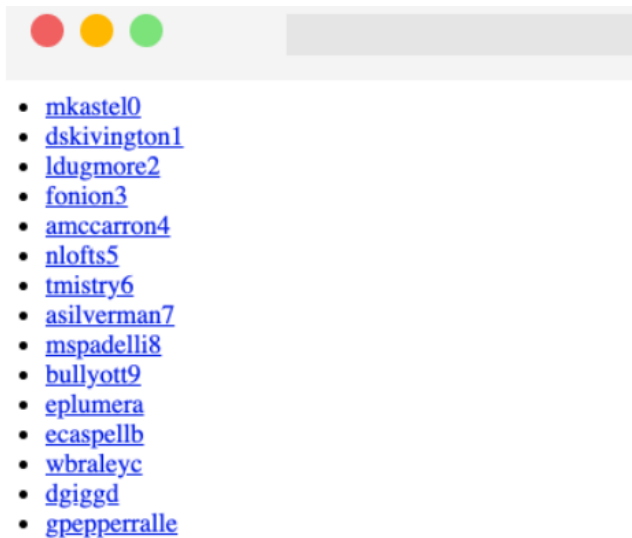 mkastel0
dskivington1
ldugmore2
fonion3
amccarron4
nlofts5
tmistry6
asilverman7
mspadelli8
bullyott9
eplumera
ecaspellb
wbraleyc
dgiggd
gpepperralle